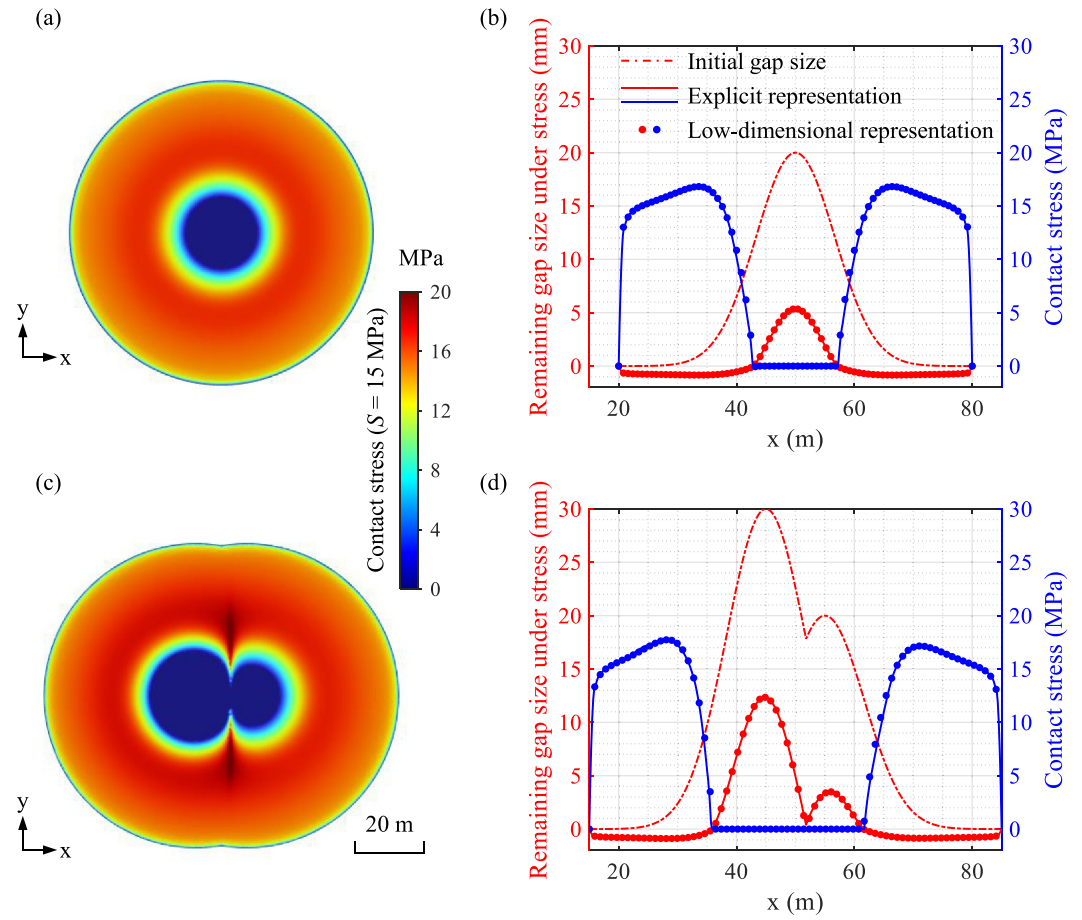 (a)
y
x
MPa
20
16
12
8
4
0
Contact stress (S = 15 MPa)
(b)
Remaining gap size under stress (mm)
30
25
20
15
10
5
0
Initial gap size
Explicit representation
Low-dimensional representation
30
25
20
15
10
5
0
Contact stress (MPa)
20
40
60
80
x (m)
(c)
y
x
20 m
(d)
Remaining gap size under stress (mm)
30
25
20
15
10
5
0
30
25
20
15
10
5
0
Contact stress (MPa)
20
40
60
80
x (m)